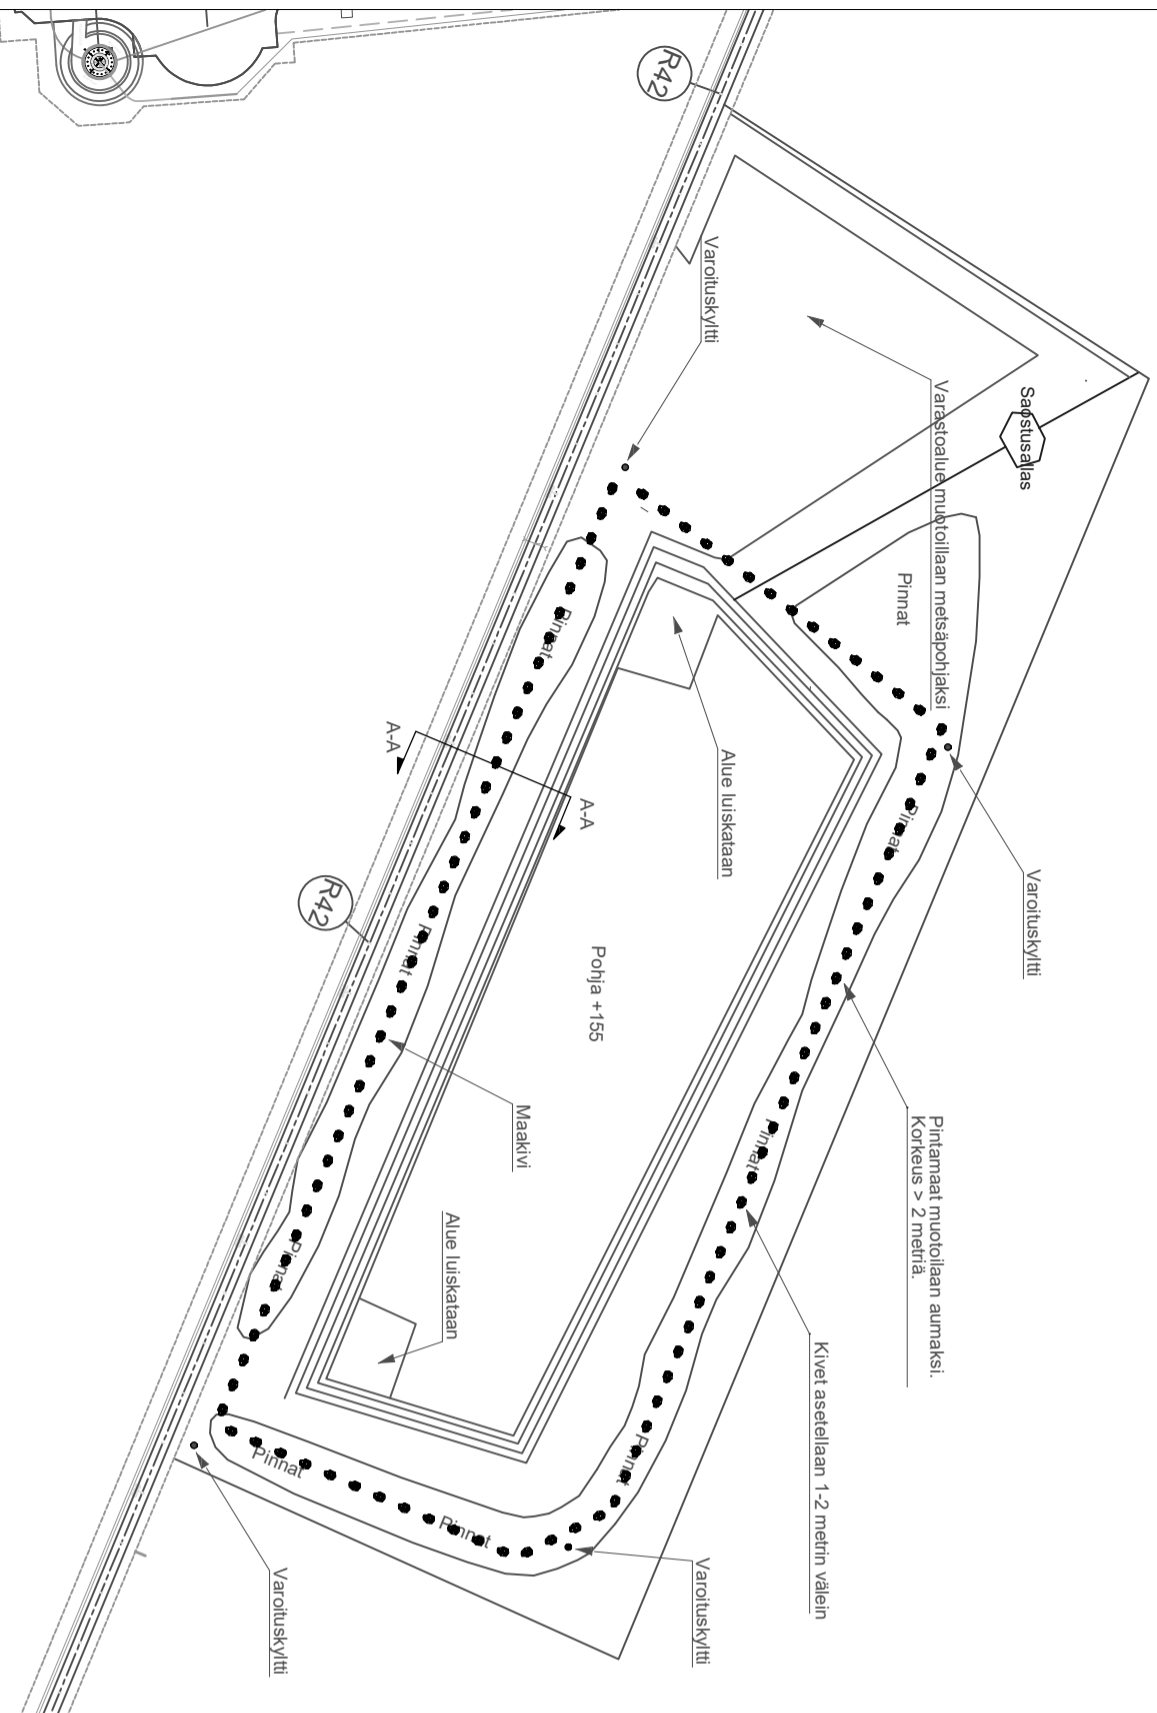 R42
Varoituskyltti
Varastoalue muotoillaan metsäpohjaksi
Saostusallas
Pinnat
Pinnat
Varoituskyltti
Alue luiskataan
A-A
A-A
Pinnat
R42
Pinnat
Pohja +155
Maakivi
Pinnat
Pintamaat muotoilaan aumaksi.
Korkeus > 2 metriä.
Alue luiskataan
Pinnat
Kivet asetellaan 1-2 metrin välein
Pinnat
Pinnat
Pinnat
Varoituskyltti
Varoituskyltti